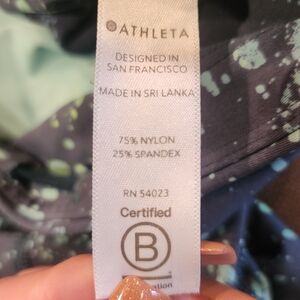 ATHLETA
DESIGNED IN
SAN FRANCISCO
MADE IN SRI LANKA
75% NYLON
25% SPANDEX
RN 54023
Certified
B